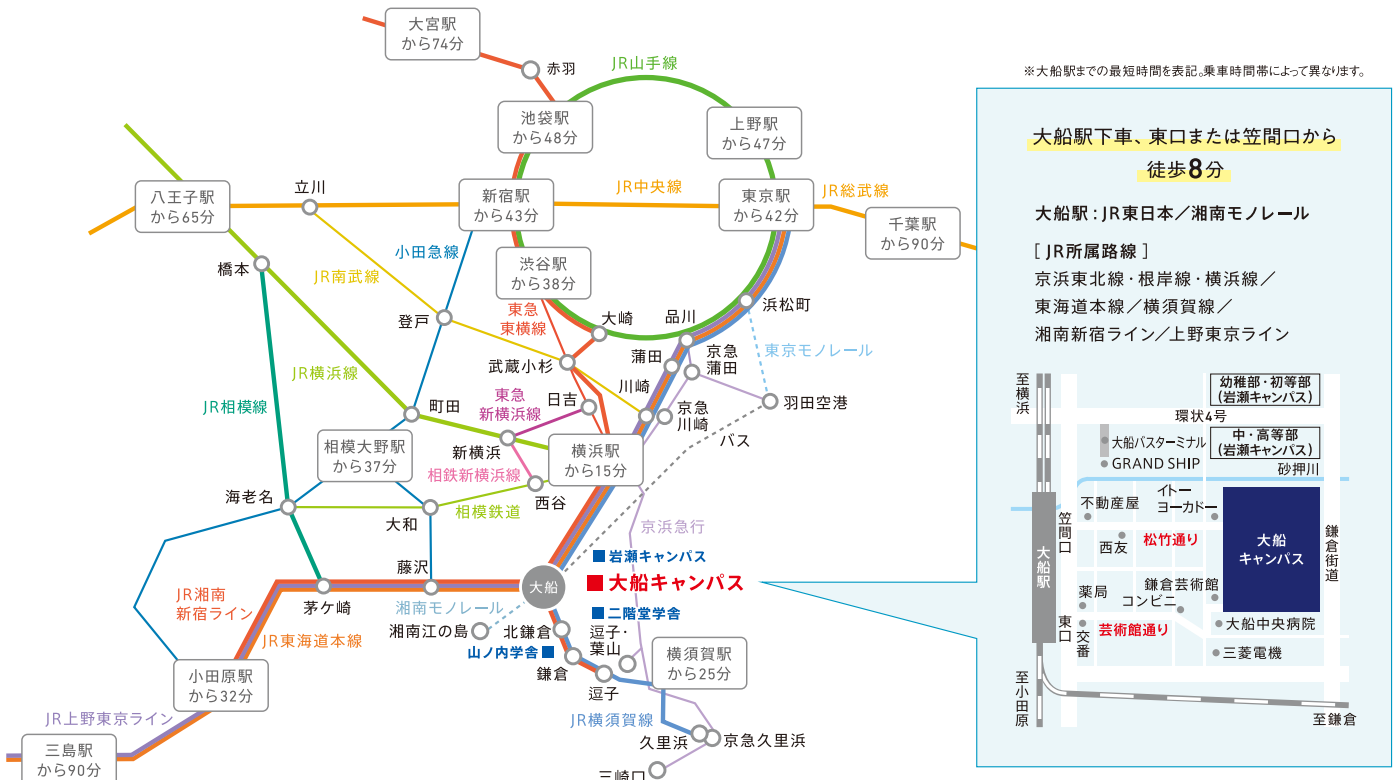 大宮駅
から74分
赤羽
JR山手線
池袋駅
から48分
上野駅
から47分
八王子駅
から65分
立川
新宿駅
から43分
JR中央線
東京駅
から42分
JR総武線
千葉駅
から90分
橋本
JR南武線
小田急線
渋谷駅
から38分
東急
東横線
大崎
品川
浜松町
登戸
武蔵小杉
蒲田
京急
蒲田
東京モノレール
JR横浜線
JR相模線
町田
東急
新横浜線
日吉
川崎
京急
川崎
羽田空港
バス
相模大野駅
から37分
新横浜
横浜駅
から15分
相鉄新横浜線
西谷
海老名
大和
相模鉄道
京浜急行
藤沢
大船
岩瀬キャンパス
大船キャンパス
二階堂学舎
JR湘南
新宿ライン
茅ケ崎
湘南モノレール
湘南江の島
北鎌倉
山ノ内学舎
鎌倉
逗子・
葉山
逗子
横須賀駅
から25分
JR東海道本線
小田原駅
から32分
JR上野東京ライン
三島駅
から90分
JR横須賀線
久里浜
京急久里浜
三崎口
※大船駅までの最短時間を表記。乗車時間帯によって異なります。
大船駅下車、東口または笠間口から
徒歩8分
大船駅：JR東日本／湘南モノレール
［ JR所属路線 ］
京浜東北線・根岸線・横浜線／
東海道本線／横須賀線／
湘南新宿ライン／上野東京ライン
至横浜
幼稚部・初等部
(岩瀬キャンパス)
環状4号
大船バスターミナル
中・高等部
(岩瀬キャンパス)
GRAND SHIP
砂押川
不動産屋
イトー
ヨーカドー
笠間口
西友
松竹通り
大船
キャンパス
鎌倉街道
大船駅
薬局
鎌倉芸術館
コンビニ
東口
交番
芸術館通り
大船中央病院
三菱電機
至小田原
至鎌倉